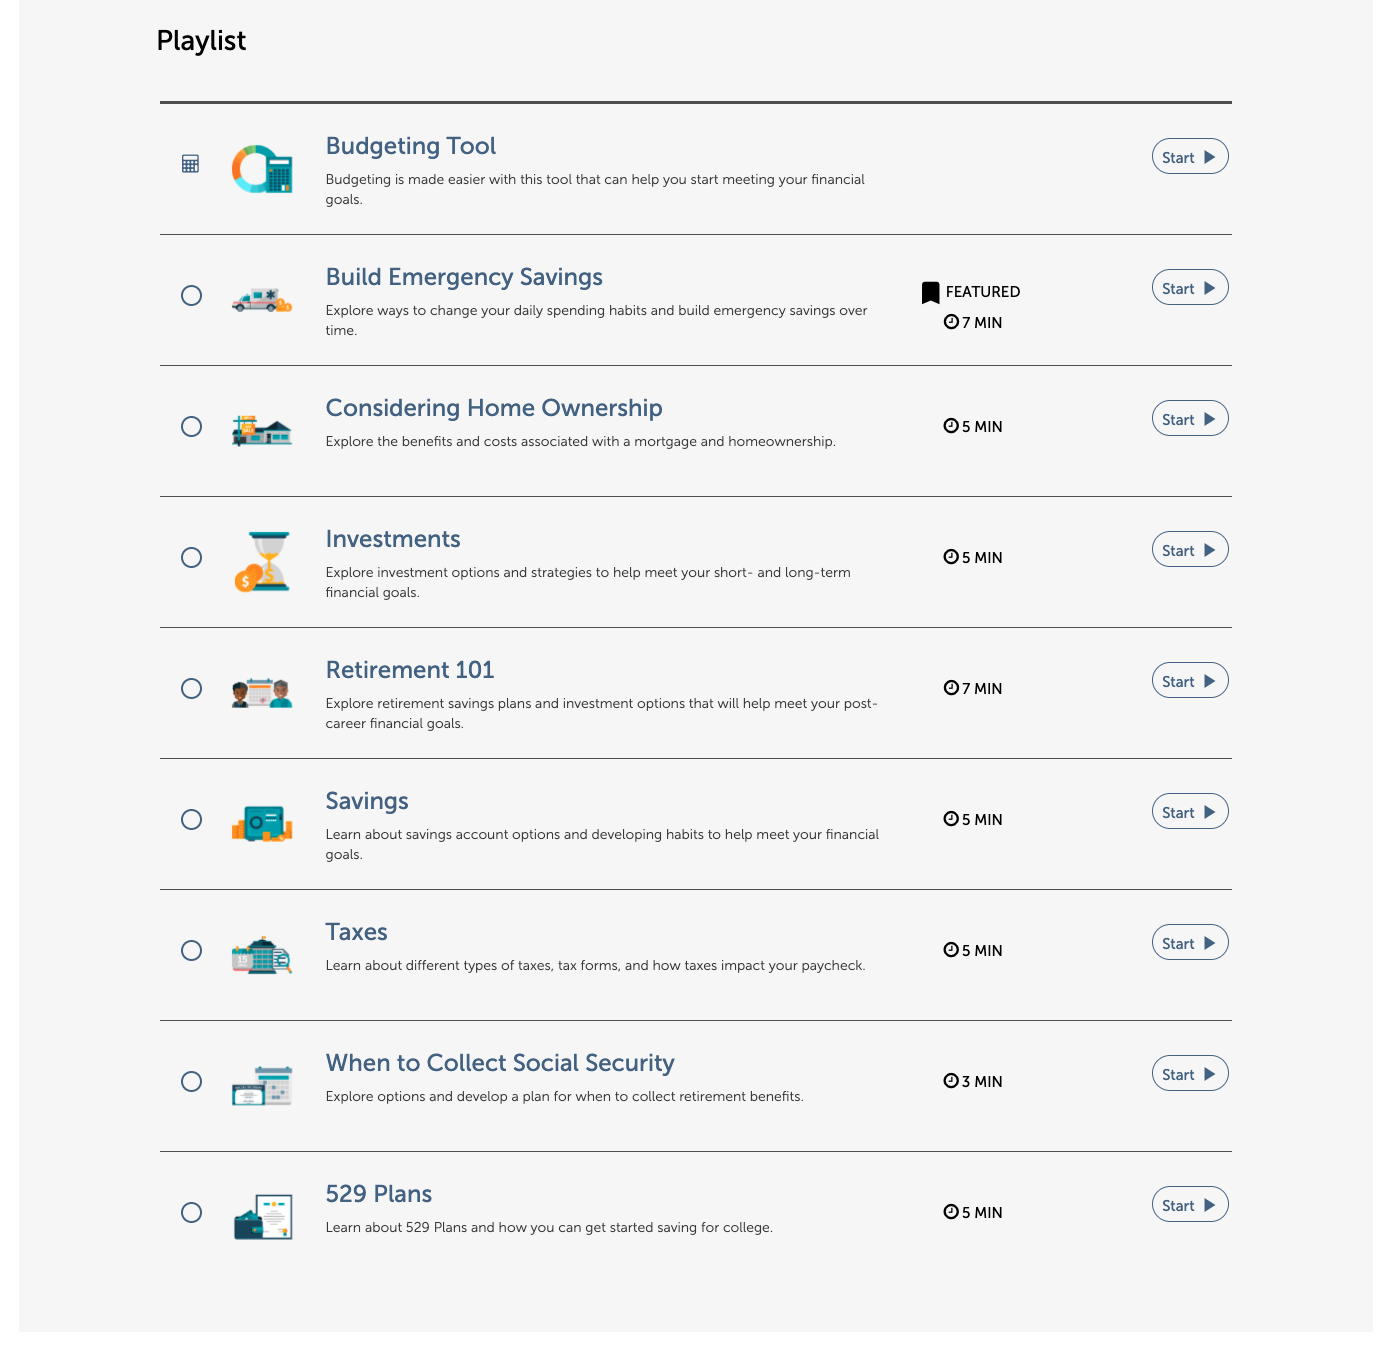 Playlist
Budgeting Tool
Budgeting is made easier with this tool that can help you start meeting your financial
goals.
Start
Build Emergency Savings
Explore ways to change your daily spending habits and build emergency savings over
time.
FEATURED
7 MIN
Start
Considering Home Ownership
Explore the benefits and costs associated with a mortgage and homeownership.
5 MIN
Start
Investments
Explore investment options and strategies to help meet your short- and long-term
financial goals.
5 MIN
Start
Retirement 101
Explore retirement savings plans and investment options that will help meet your post-
career financial goals.
7 MIN
Start
Savings
Learn about savings account options and developing habits to help meet your financial
goals.
5 MIN
Start
15
Taxes
Learn about different types of taxes, tax forms, and how taxes impact your paycheck.
5 MIN
Start
When to Collect Social Security
Explore options and develop a plan for when to collect retirement benefits.
3 MIN
Start
529 Plans
Learn about 529 Plans and how you can get started saving for college.
5 MIN
Start